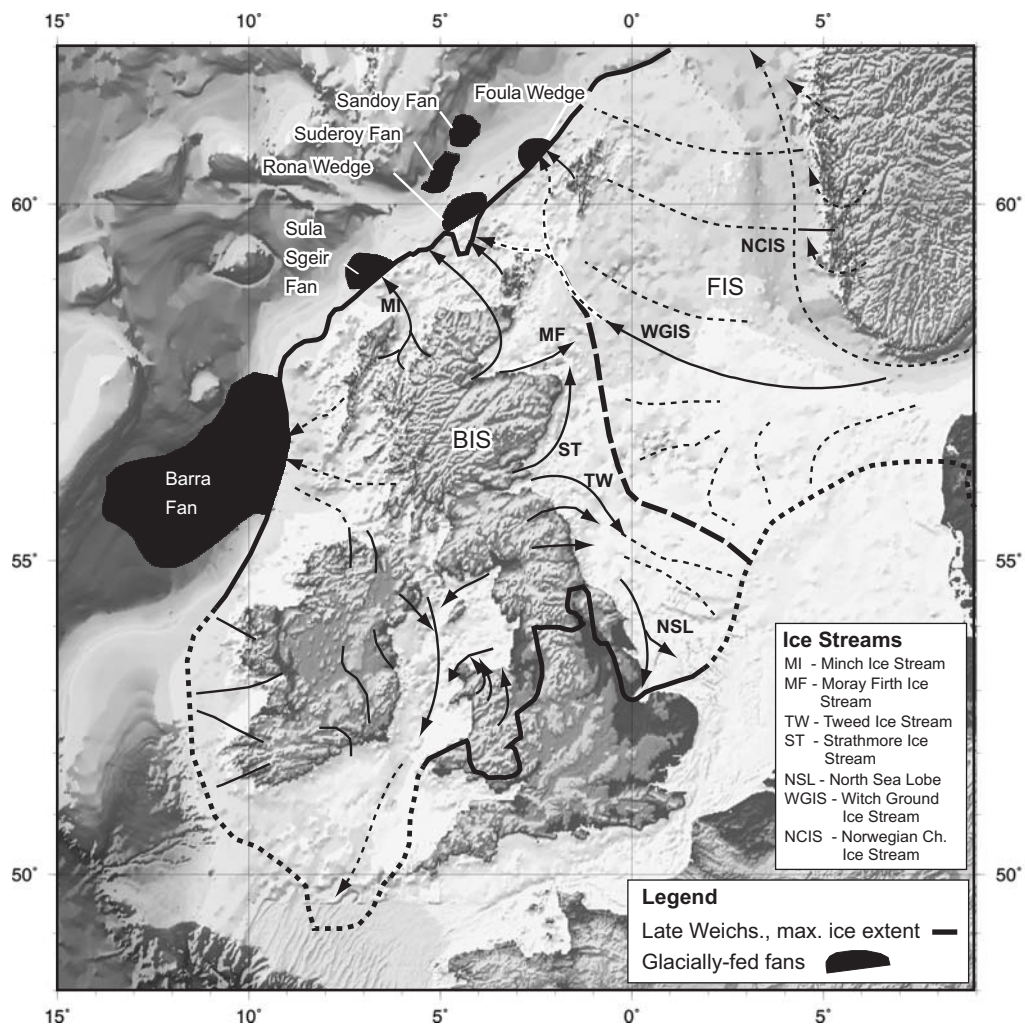 15°
10°
5°
0°
5°
Foula Wedge
Sandoy Fan
Suderoy Fan
Rona Wedge
60°
60°
Sula
Sgeir
Fan
NCIS
FIS
MI
MF
WGIS
BIS
ST
TW
Barra
Fan
55°
55°
NSL
Ice Streams
MI - Minch Ice Stream
MF - Moray Firth Ice
Stream
TW - Tweed Ice Stream
ST - Strathmore Ice
Stream
NSL - North Sea Lobe
WGIS - Witch Ground
Ice Stream
NCIS - Norwegian Ch.
Ice Stream
50°
50°
Legend
Late Weichs., max. ice extent
Glacially-fed fans
15°
10°
5°
0°
5°